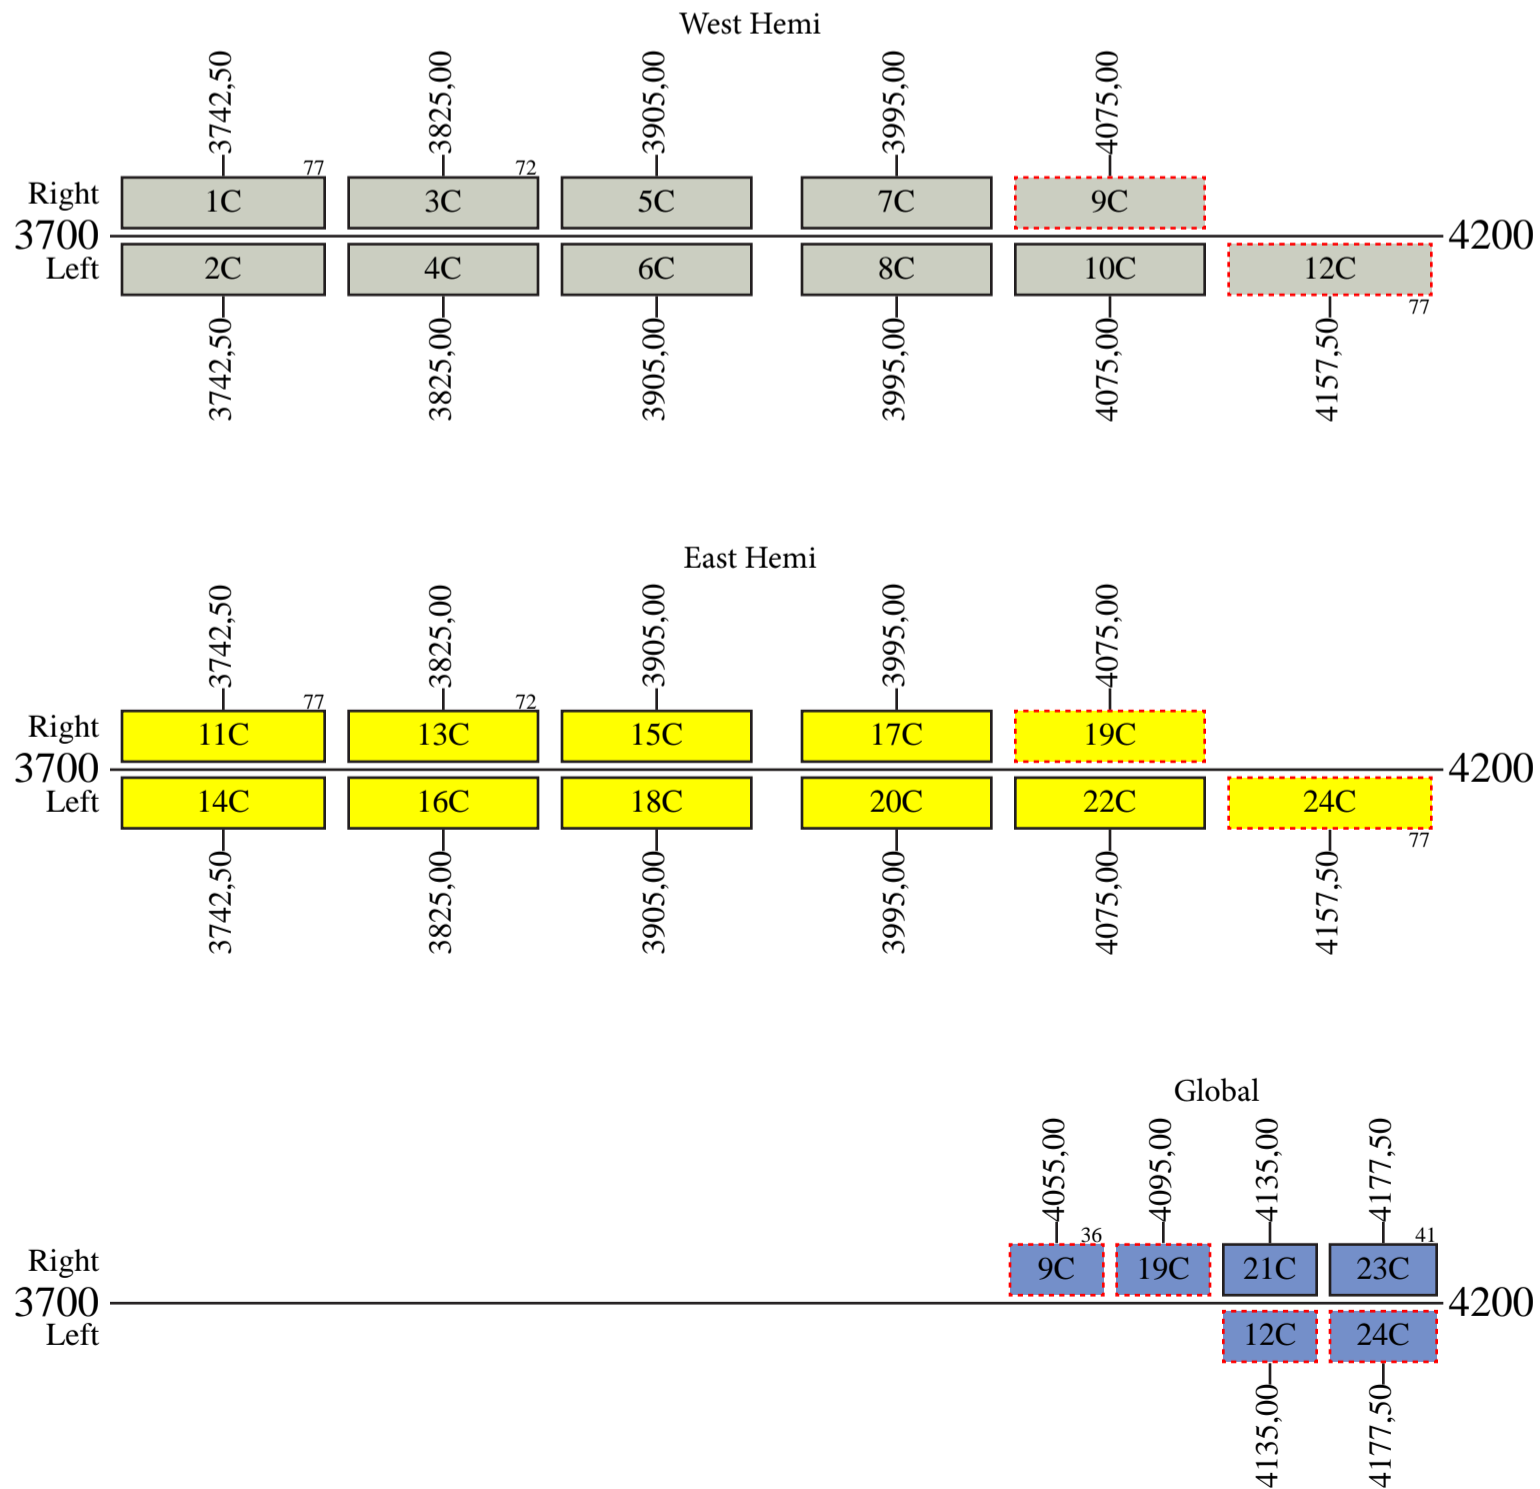 West Hemi
3742,50 3825,00 3905,00 3995,00 4075,00
77 72
Right 1C 3C 5C 7C 9C
3700 4200
Left 2C 4C 6C 8C 10C 12C
77
3742,50 3825,00 3905,00 3995,00 4075,00 4157,50
East Hemi
3742,50 3825,00 3905,00 3995,00 4075,00
77 72
Right 11C 13C 15C 17C 19C
3700 4200
Left 14C 16C 18C 20C 22C 24C
77
3742,50 3825,00 3905,00 3995,00 4075,00 4157,50
Global
4055,00 4095,00 4135,00 4177,50
36 41
Right 9C 19C 21C 23C
3700 4200
Left 12C 24C
4135,00 4177,50